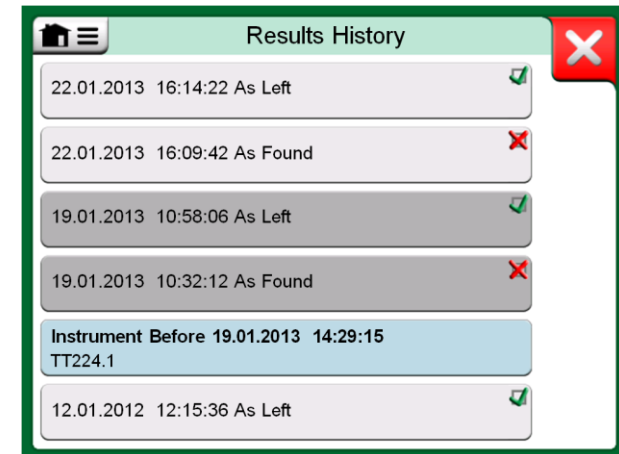 Results History
22.01.2013 16:14:22 As Left
22.01.2013 16:09:42 As Found
19.01.2013 10:58:06 As Left
19.01.2013 10:32:12 As Found
Instrument Before 19.01.2013 14:29:15
TT224.1
12.01.2012 12:15:36 As Left